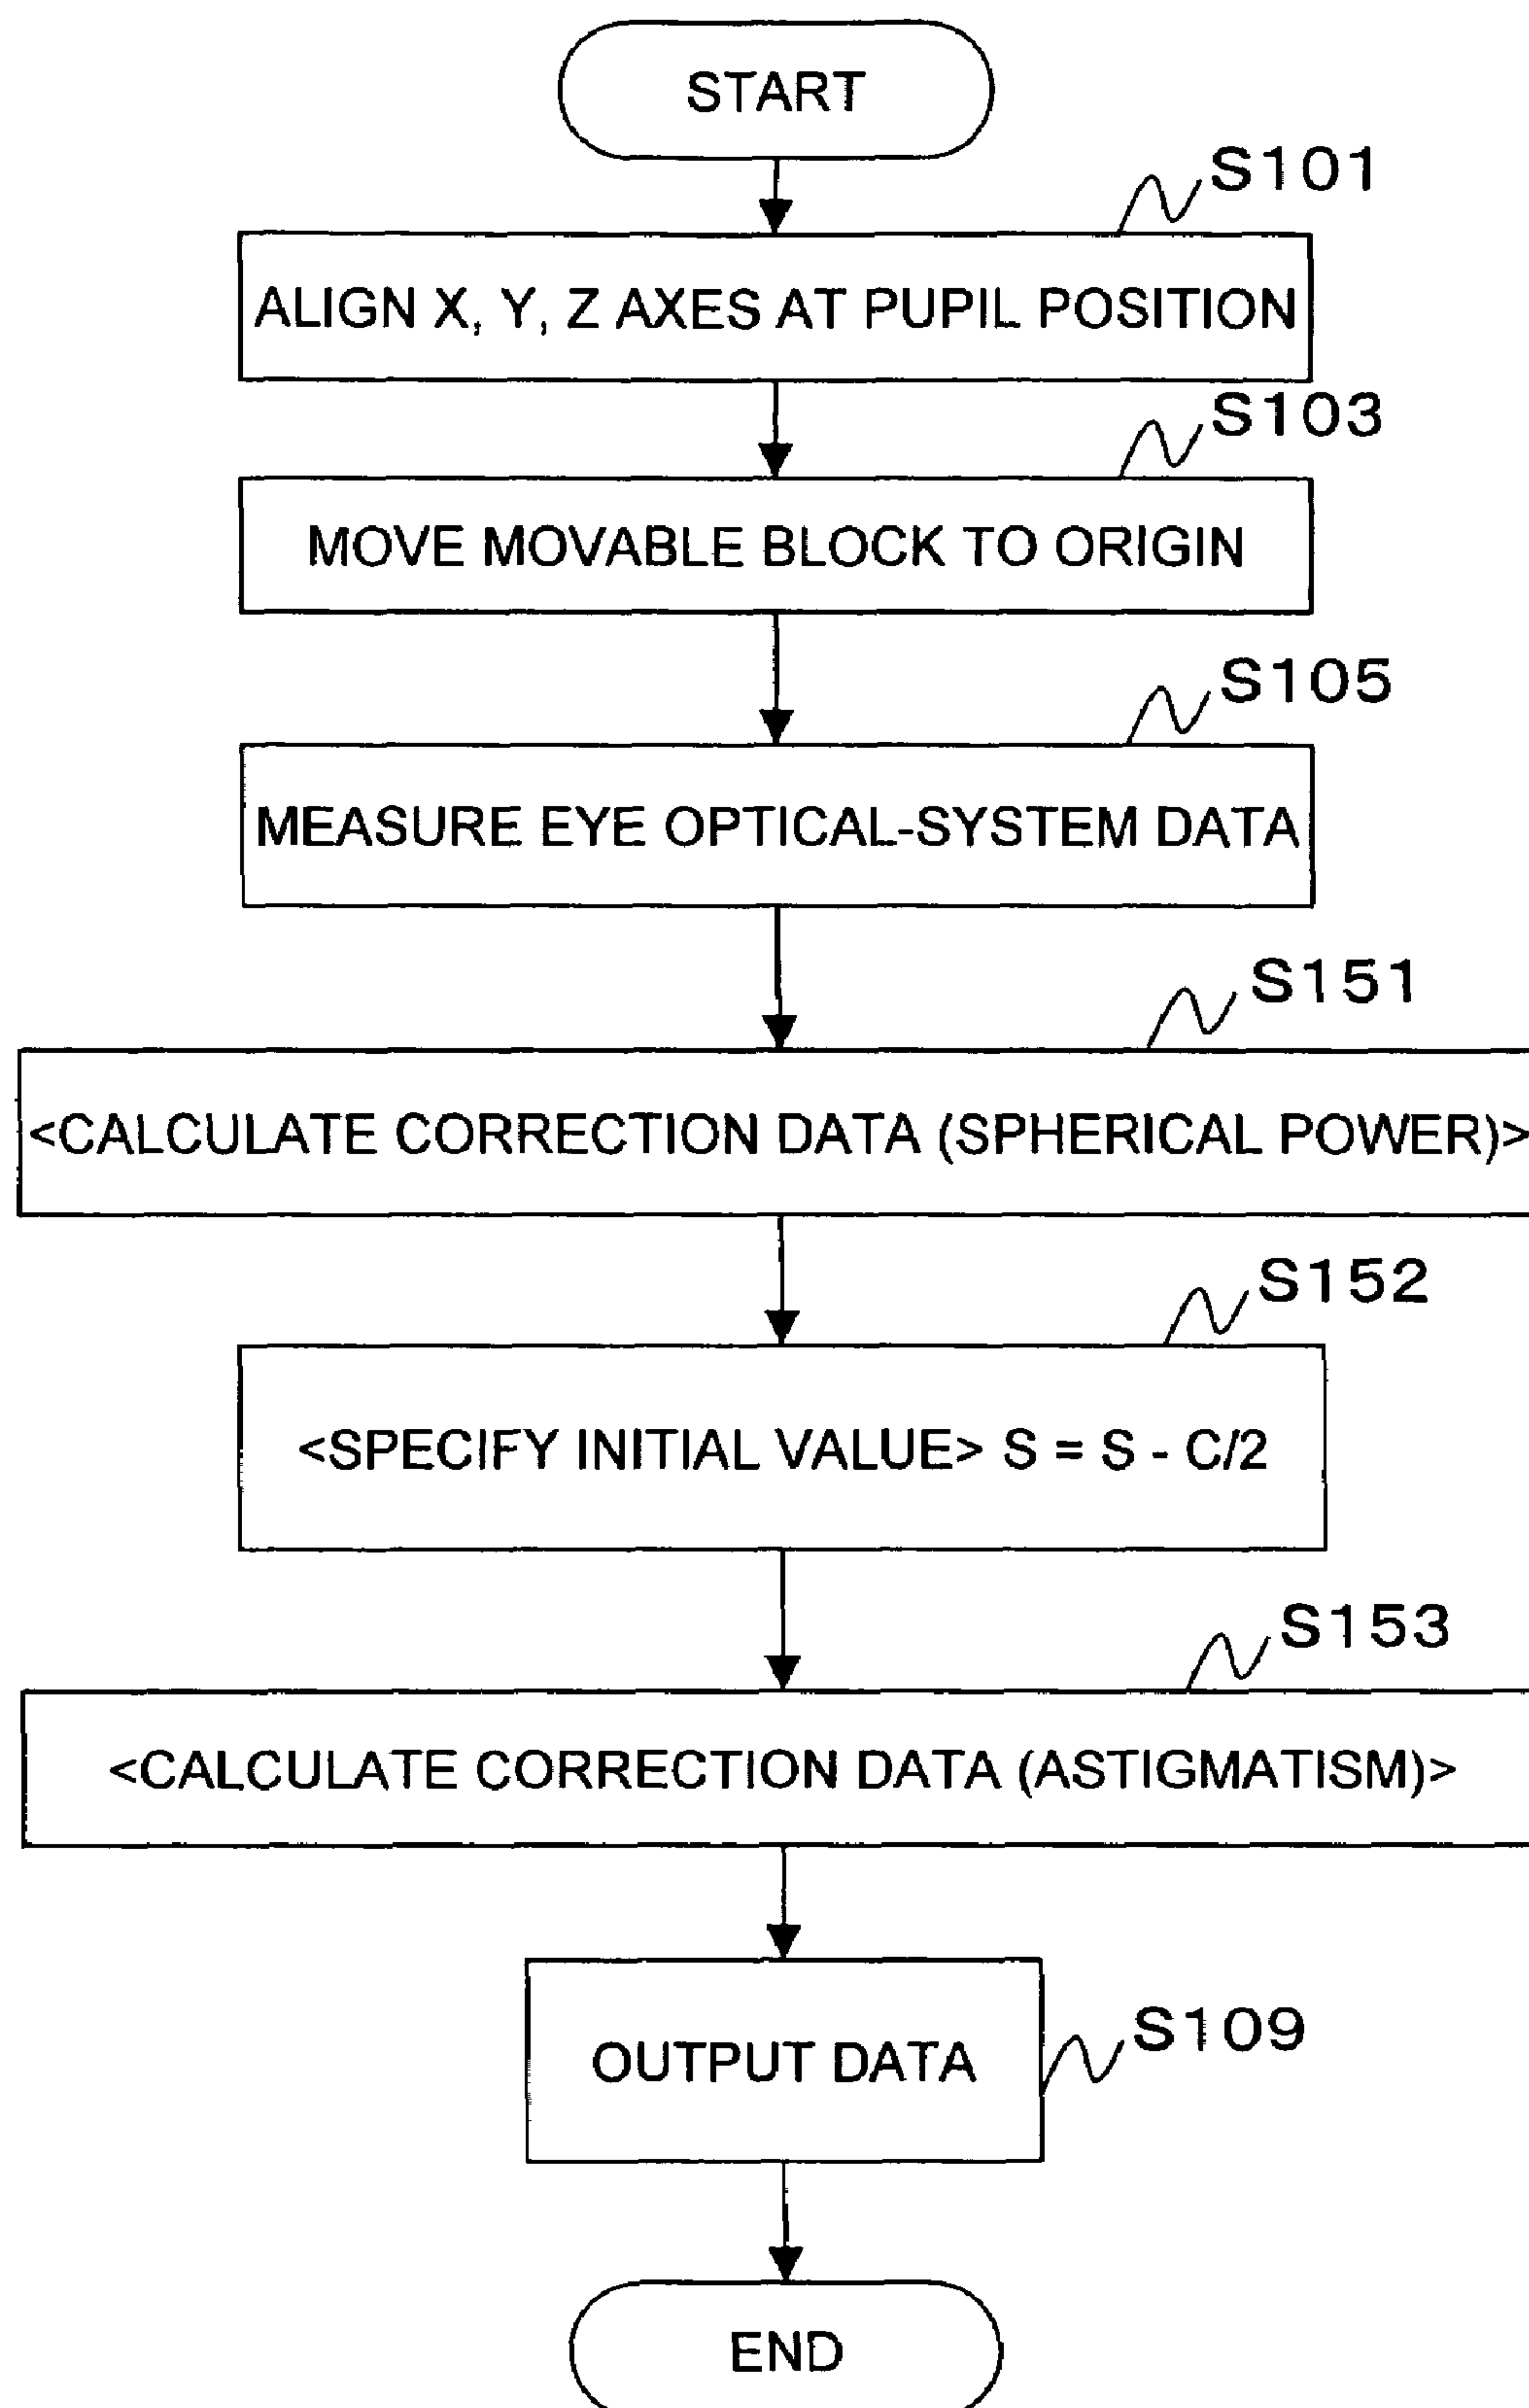 START
S101
ALIGN X, Y, Z AXES AT PUPIL POSITION
S103
MOVE MOVABLE BLOCK TO ORIGIN
S105
MEASURE EYE OPTICAL-SYSTEM DATA
S151
<CALCULATE CORRECTION DATA (SPHERICAL POWER)>
S152
<SPECIFY INITIAL VALUE> S = S - C/2
S153
<CALCULATE CORRECTION DATA (ASTIGMATISM)>
OUTPUT DATA
S109
END